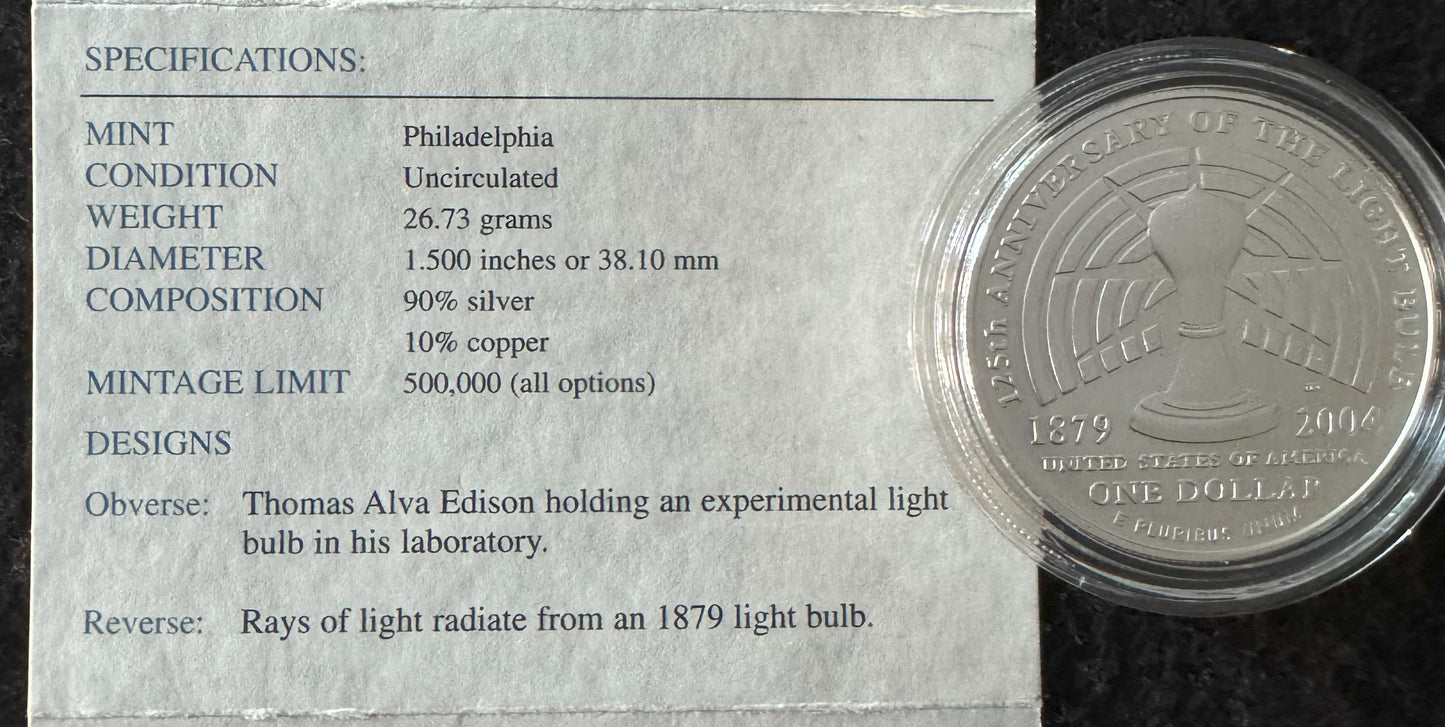 SPECIFICATIONS:
MINT Philadelphia
CONDITION Uncirculated
WEIGHT 26.73 grams
DIAMETER 1.500 inches or 38.10 mm
COMPOSITION 90% silver
10% copper
MINTAGE LIMIT 500,000 (all options)
DESIGNS
Obverse: Thomas Alva Edison holding an experimental light
bulb in his laboratory.
Reverse: Rays of light radiate from an 1879 light bulb.
125th ANNIVERSARY OF THE LIGHT BULB
1879 2004
UNITED STATES OF AMERICA
ONE DOLLAR
E PLURIBUS UNUM